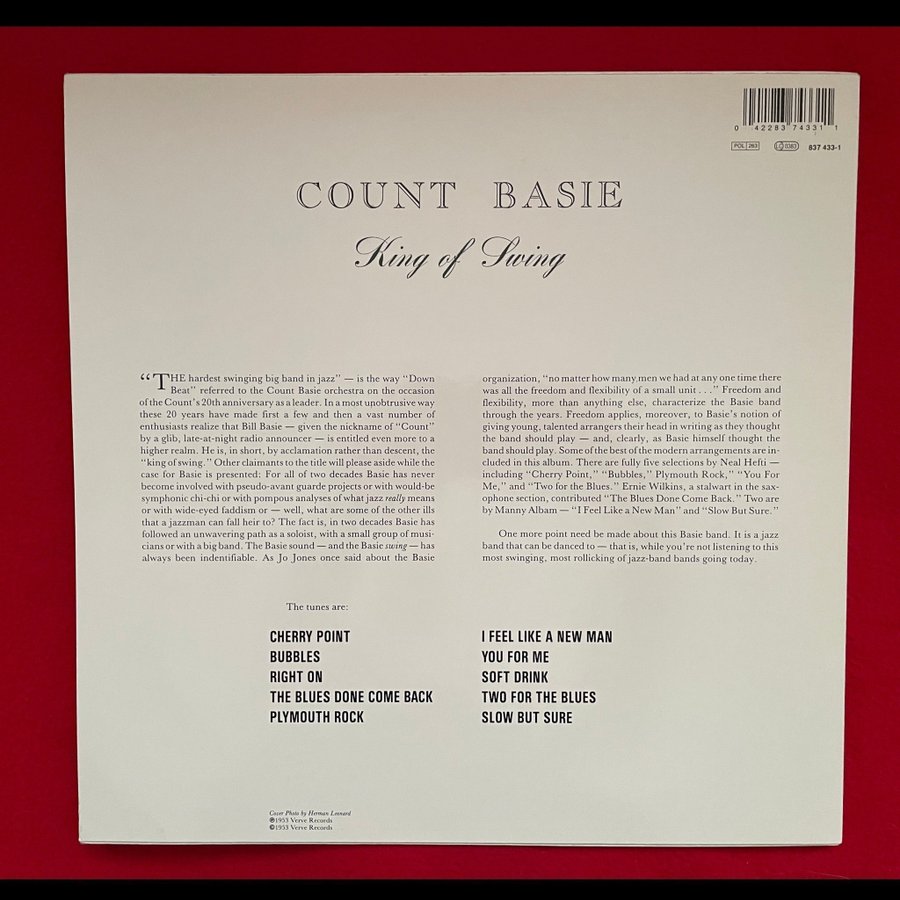 0 42283 74331 1
POL 263
LC 0383
837 433-1
COUNT BASIE
King of Swing
“THE hardest swinging big band in jazz” — is the way “Down
Beat” referred to the Count Basie orchestra on the occasion
of the Count's 20th anniversary as a leader. In a most unobtrusive way
these 20 years have made first a few and then a vast number of
enthusiasts realize that Bill Basie — given the nickname of “Count”
by a glib, late-at-night radio announcer — is entitled even more to a
higher realm. He is, in short, by acclamation rather than descent, the
“king of swing.” Other claimants to the title will please aside while the
case for Basie is presented: For all of two decades Basie has never
become involved with pseudo-avant guarde projects or with would-be
symphonic chi-chi or with pompous analyses of what jazz really means
or with wide-eyed faddism or — well, what are some of the other ills
that a jazzman can fall heir to? The fact is, in two decades Basie has
followed an unwavering path as a soloist, with a small group of musi-
cians or with a big band. The Basie sound — and the Basie swing — has
always been indentifiable. As Jo Jones once said about the Basie
organization, “no matter how many men we had at any one time there
was all the freedom and flexibility of a small unit . . .” Freedom and
flexibility, more than anything else, characterize the Basie band
through the years. Freedom applies, moreover, to Basie's notion of
giving young, talented arrangers their head in writing as they thought
the band should play — and, clearly, as Basie himself thought the
band should play. Some of the best of the modern arrangements are in-
cluded in this album. There are fully five selections by Neal Hefti —
including “Cherry Point,” “Bubbles,” Plymouth Rock,” “You For
Me,” and “Two for the Blues.” Ernie Wilkins, a stalwart in the sax-
ophone section, contributed “The Blues Done Come Back.” Two are
by Manny Albam — “I Feel Like a New Man” and “Slow But Sure.”
One more point need be made about this Basie band. It is a jazz
band that can be danced to — that is, while you're not listening to this
most swinging, most rollicking of jazz-band bands going today.
The tunes are:
CHERRY POINT
BUBBLES
RIGHT ON
THE BLUES DONE COME BACK
PLYMOUTH ROCK
I FEEL LIKE A NEW MAN
YOU FOR ME
SOFT DRINK
TWO FOR THE BLUES
SLOW BUT SURE
Cover Photo by Herman Leonard
℗1953 Verve Records
©1953 Verve Records